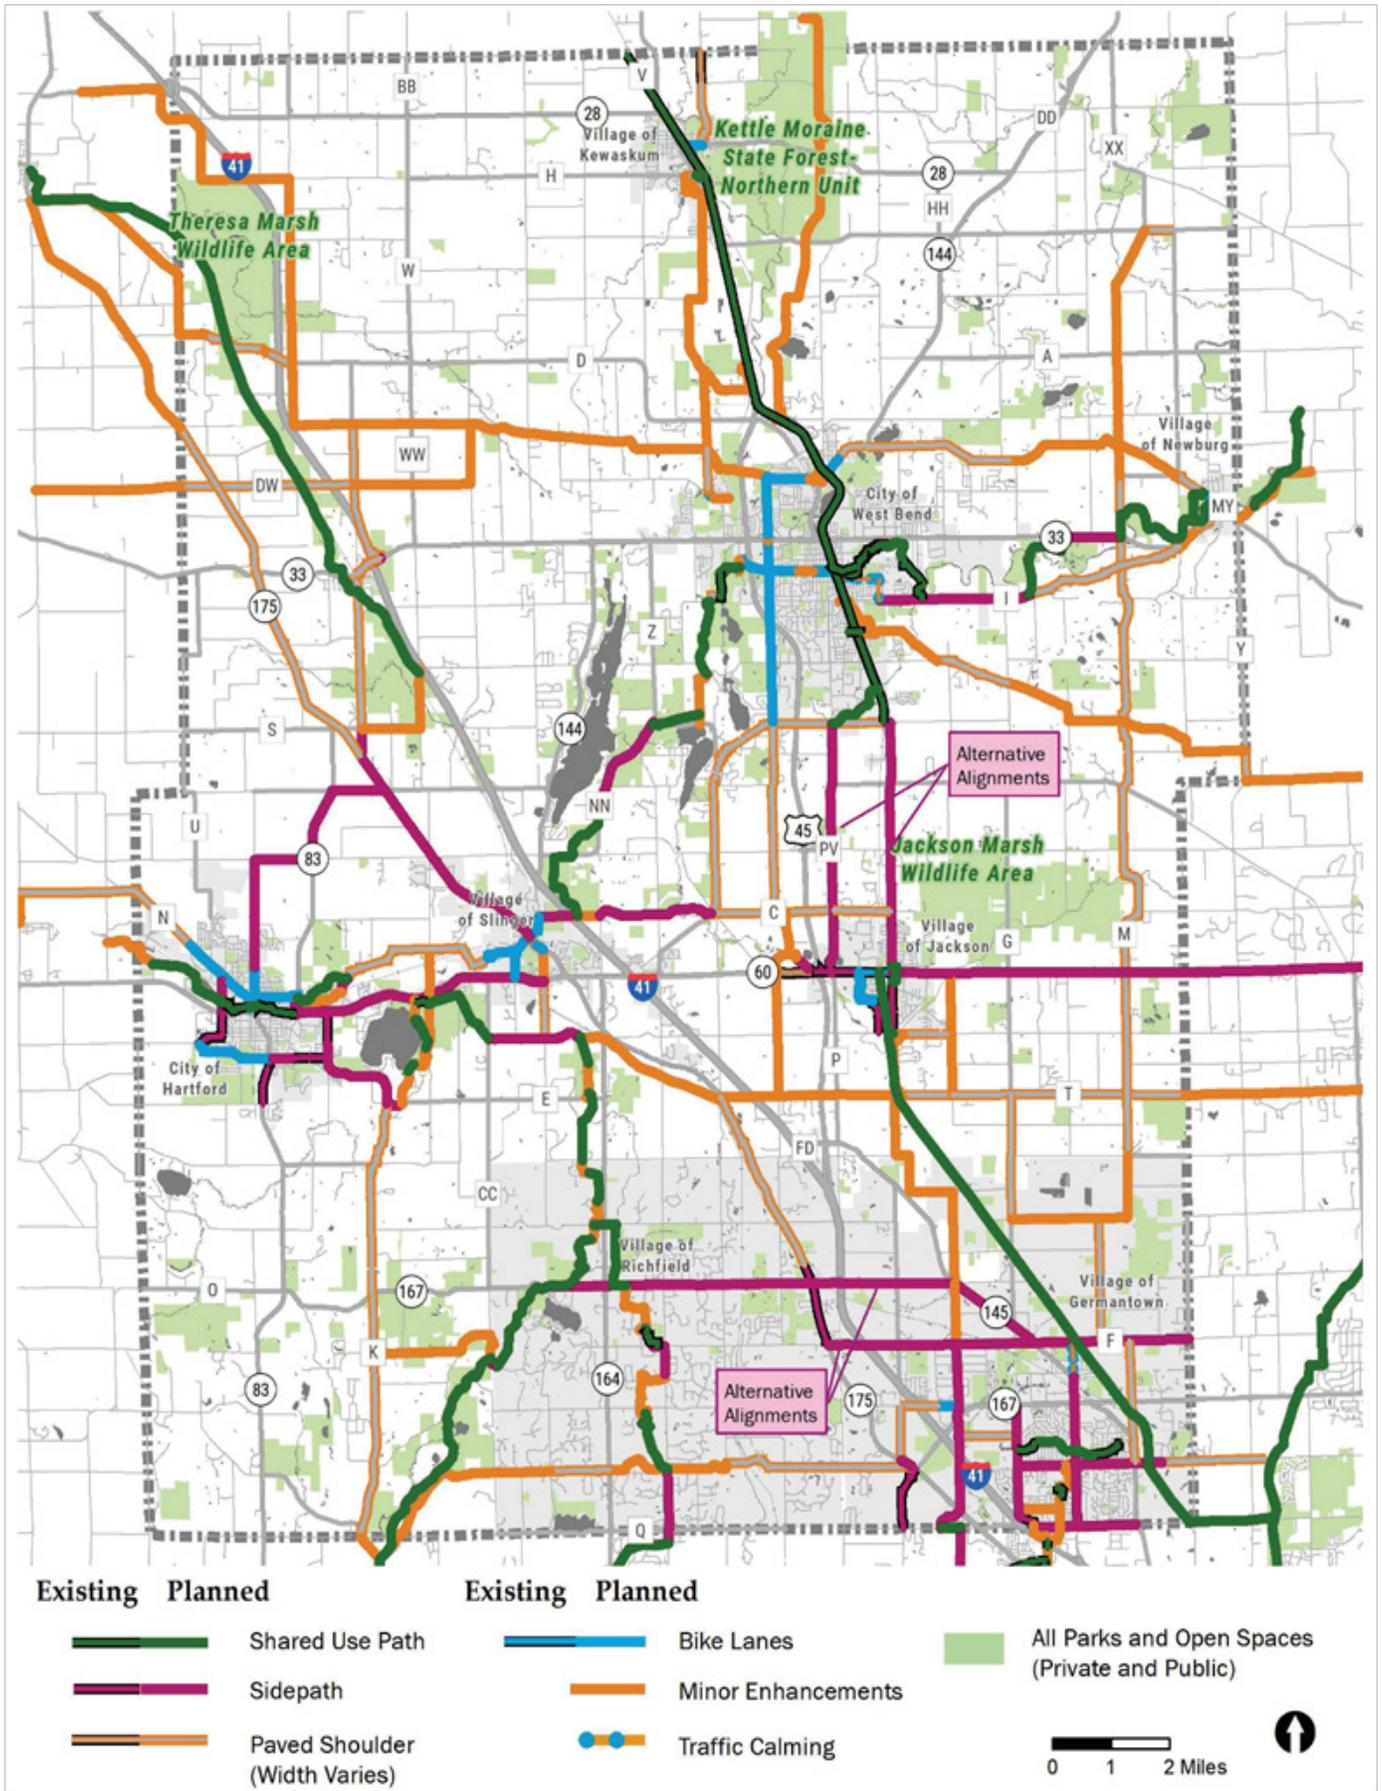 V
BB
28
Village of
Kewaskum
Kettle Moraine
State Forest-
Northern Unit
DD
XX
41
H
28
HH
Theresa Marsh
Wildlife Area
144
W
D
A
Village
of Newburg
WW
DW
City of
West Bend
MY
33
33
175
I
Z
Y
S
144
Alternative
Alignments
NN
U
45
PV
Jackson Marsh
Wildlife Area
83
Village
of Slinger
N
C
Village
of Jackson
G
M
60
41
City of
Hartford
P
E
T
FD
CC
Village of
Richfield
O
167
Village of
Germantown
145
F
K
83
164
Alternative
Alignments
175
167
41
Q
Existing Planned
Existing Planned
Shared Use Path
Bike Lanes
All Parks and Open Spaces
(Private and Public)
Sidepath
Minor Enhancements
Paved Shoulder
(Width Varies)
Traffic Calming
0 1 2 Miles